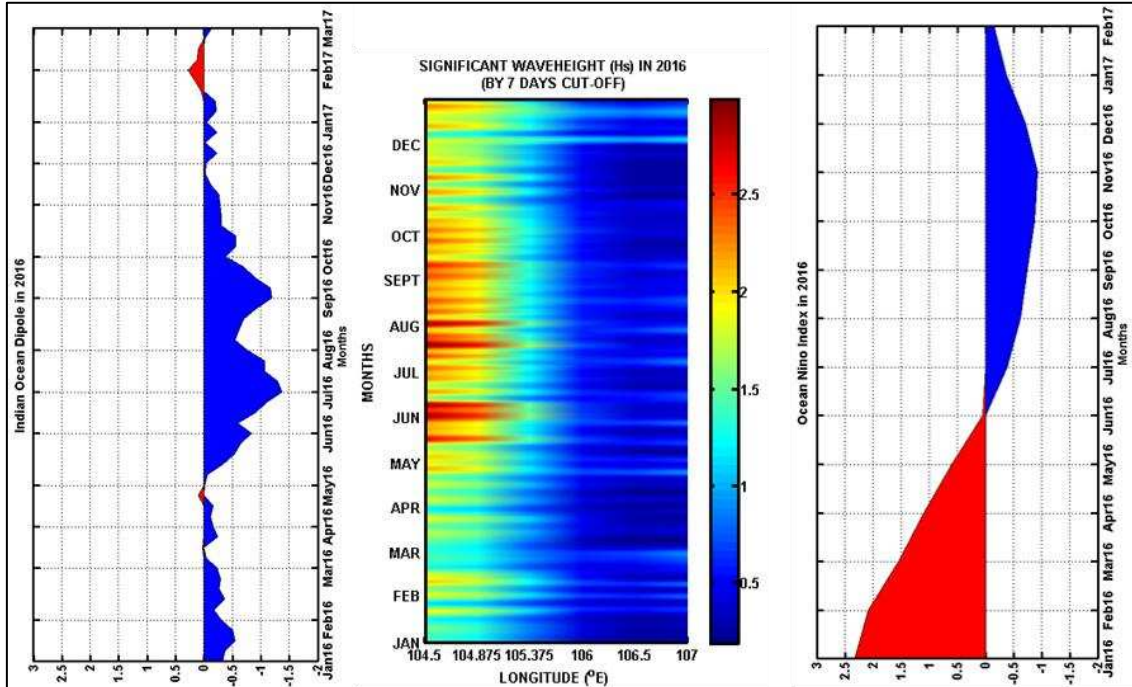 Indian Ocean Dipole in 2016
3 2.5 2 1.5 1 0.5 0 -0.5 -1 -1.5 -2
Jan16 Feb16 Mar16 Apr16 May16 Jun16 Jul16 Aug16 Sep16 Oct16 Nov16 Dec16 Jan17 Feb17 Mar17
Months
SIGNIFICANT WAVEHEIGHT (Hs) IN 2016
(BY 7 DAYS CUT-OFF)
MONTHS
DEC
NOV
OCT
SEPT
AUG
JUL
JUN
MAY
APR
MAR
FEB
JAN
104.5 104.875 105.375 106 106.5 107
LONGITUDE (ºE)
2.5
2
1.5
1
0.5
Ocean Nino Index in 2016
3 2.5 2 1.5 1 0.5 0 -0.5 -1 -1.5 -2
Jan16 Feb16 Mar16 Apr16 May16 Jun16 Jul16 Aug16 Sep16 Oct16 Nov16 Dec16 Jan17 Feb17
Months